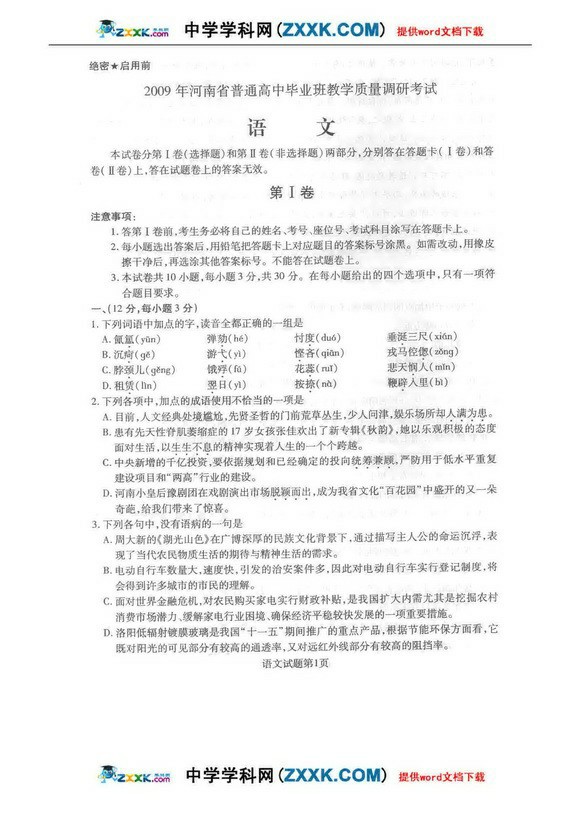 ZXXK.COM 中学学科网(ZXXK.COM) 提供word文档下载
绝密★启用前
2009年河南省普通高中毕业班教学质量调研考试
语 文
本试卷分第Ⅰ卷(选择题)和第Ⅱ卷(非选择题)两部分,分别答在答题卡(Ⅰ卷)和答
卷(Ⅱ卷)上,答在试题卷上的答案无效。
第Ⅰ卷
注意事项:
1. 答第Ⅰ卷前,考生务必将自己的姓名、考号、座位号、考试科目涂写在答题卡上。
2. 每小题选出答案后,用铅笔把答题卡上对应题目的答案标号涂黑。如需改动,用橡皮
擦干净后,再选涂其他答案标号。不能答在试题卷上。
3. 本试卷共10小题,每小题3分,共30分。在每小题给出的四个选项中,只有一项符
合题目要求。
一、(12分,每小题3分)
1. 下列词语中加点的字,读音全都正确的一组是
A. 氤氲(yūn) 弹劾(hé) 忖度(duó) 垂涎三尺(xián)
B. 沉疴(gē) 游弋(yì) 悭吝(qiān) 戎马倥偬(zǒng)
C. 脖颈儿(gěng) 饿殍(fú) 花蕊(ruǐ) 悲天悯人(mǐn)
D. 租赁(lìn) 翌日(yì) 按捺(nà) 鞭辟入里(bì)
2. 下列各项中,加点的成语使用不恰当的一项是
A. 目前,人文经典处境尴尬,先贤圣哲的门前荒草丛生,少人问津,娱乐场所却人满为患。
B. 患有先天性脊肌萎缩症的17岁女孩张佳欢出了新专辑《秋韵》,她以乐观积极的态度
面对生活,以生生不息的精神实现着人生的一个个跨越。
C. 中央新增的千亿投资,要依据规划和已经确定的投向统筹兼顾,严防用于低水平重复
建设项目和“两高”行业的建设。
D. 河南小皇后豫剧团在戏剧演出市场脱颖而出,成为我省文化“百花园”中盛开的又一朵
奇葩,给我们带来了惊喜。
3. 下列各句中,没有语病的一句是
A. 周大新的《湖光山色》在广博深厚的民族文化背景下,通过描写主人公的命运沉浮,表
现了当代农民物质生活的期待与精神生活的需求。
B. 电动自行车数量大,速度快,引发的治安案件多,因此对电动自行车实行登记制度,将
会得到许多城市的市民的理解。
C. 面对世界金融危机,对农民购买家电实行财政补贴,是我国扩大内需尤其是挖掘农村
消费市场潜力、缓解家电行业困境、确保经济平稳较快发展的一项重要措施。
D. 洛阳低辐射镀膜玻璃是我国“十一五”期间推广的重点产品,根据节能环保方面看,它
既对阳光的可见部分有较高的通透率,又对远红外线部分有较高的阻挡率。
语文试题第1页
ZXXK.COM 中学学科网(ZXXK.COM) 提供word文档下载